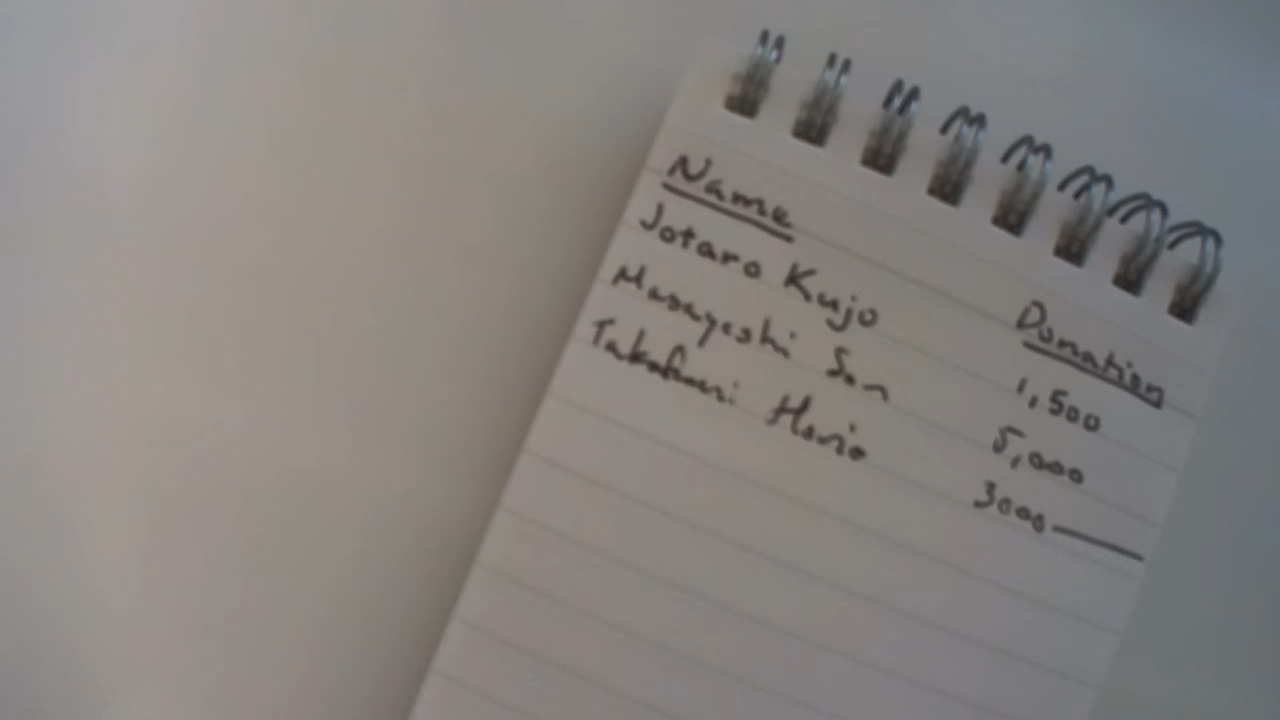 Name Donation
Jotaro Kujo 1,500
Masayoshi Son 5,000
Takafumi Horie 3000